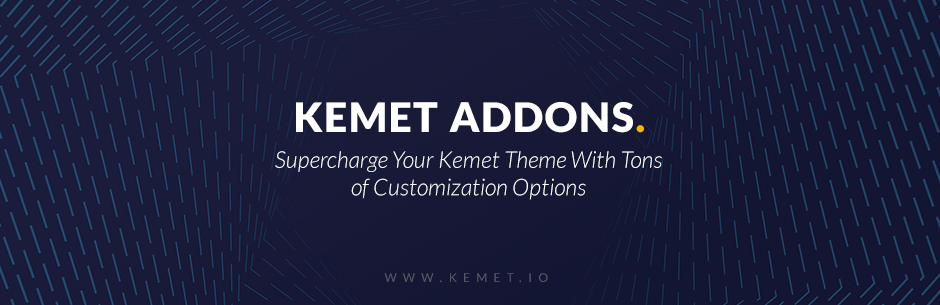 KEMET ADDONS.
Supercharge Your Kemet Theme With Tons
of Customization Options
WWW.KEMET.IO